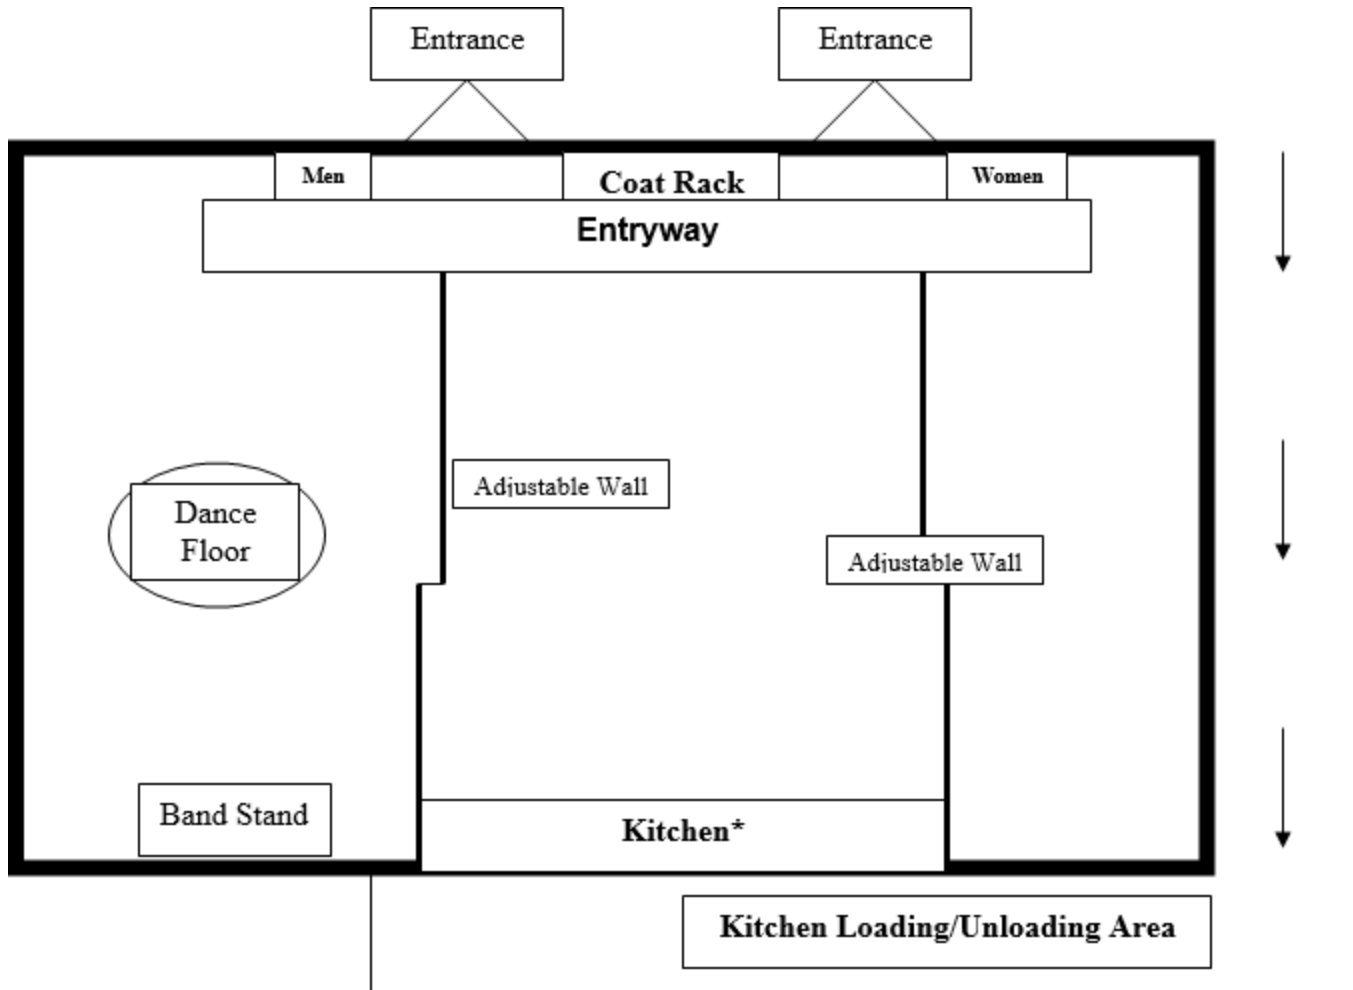 Entrance
Entrance
Men
Coat Rack
Women
Entryway
Adjustable Wall
Dance
Floor
Adjustable Wall
Band Stand
Kitchen*
Kitchen Loading/Unloading Area